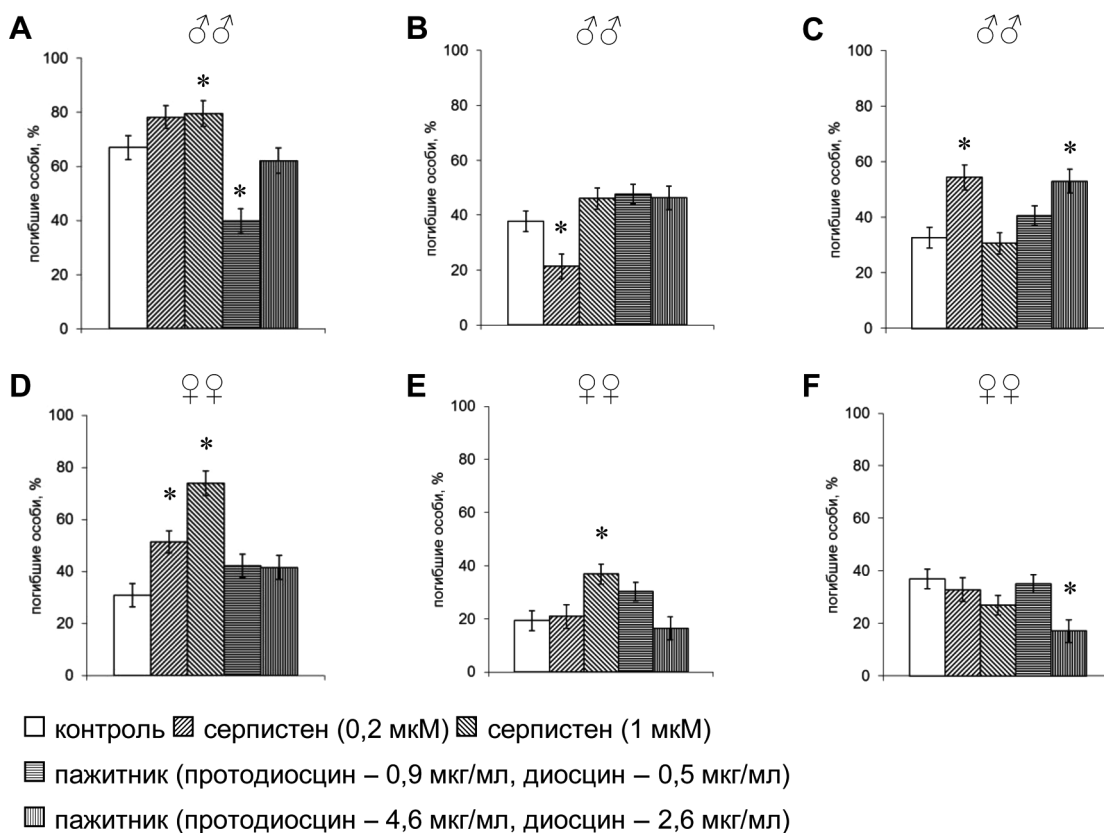 A ♂♂
B ♂♂
C ♂♂
погибшие особи, %
100
80
60
40
20
0
* *
погибшие особи, %
100
80
60
40
20
0
*
погибшие особи, %
100
80
60
40
20
0
* *
D ♀♀
E ♀♀
F ♀♀
погибшие особи, %
100
80
60
40
20
0
* *
погибшие особи, %
100
80
60
40
20
0
*
погибшие особи, %
100
80
60
40
20
0
*
контроль серпистен (0,2 мкМ) серпистен (1 мкМ)
пажитник (протодиосцин – 0,9 мкг/мл, диосцин – 0,5 мкг/мл)
пажитник (протодиосцин – 4,6 мкг/мл, диосцин – 2,6 мкг/мл)